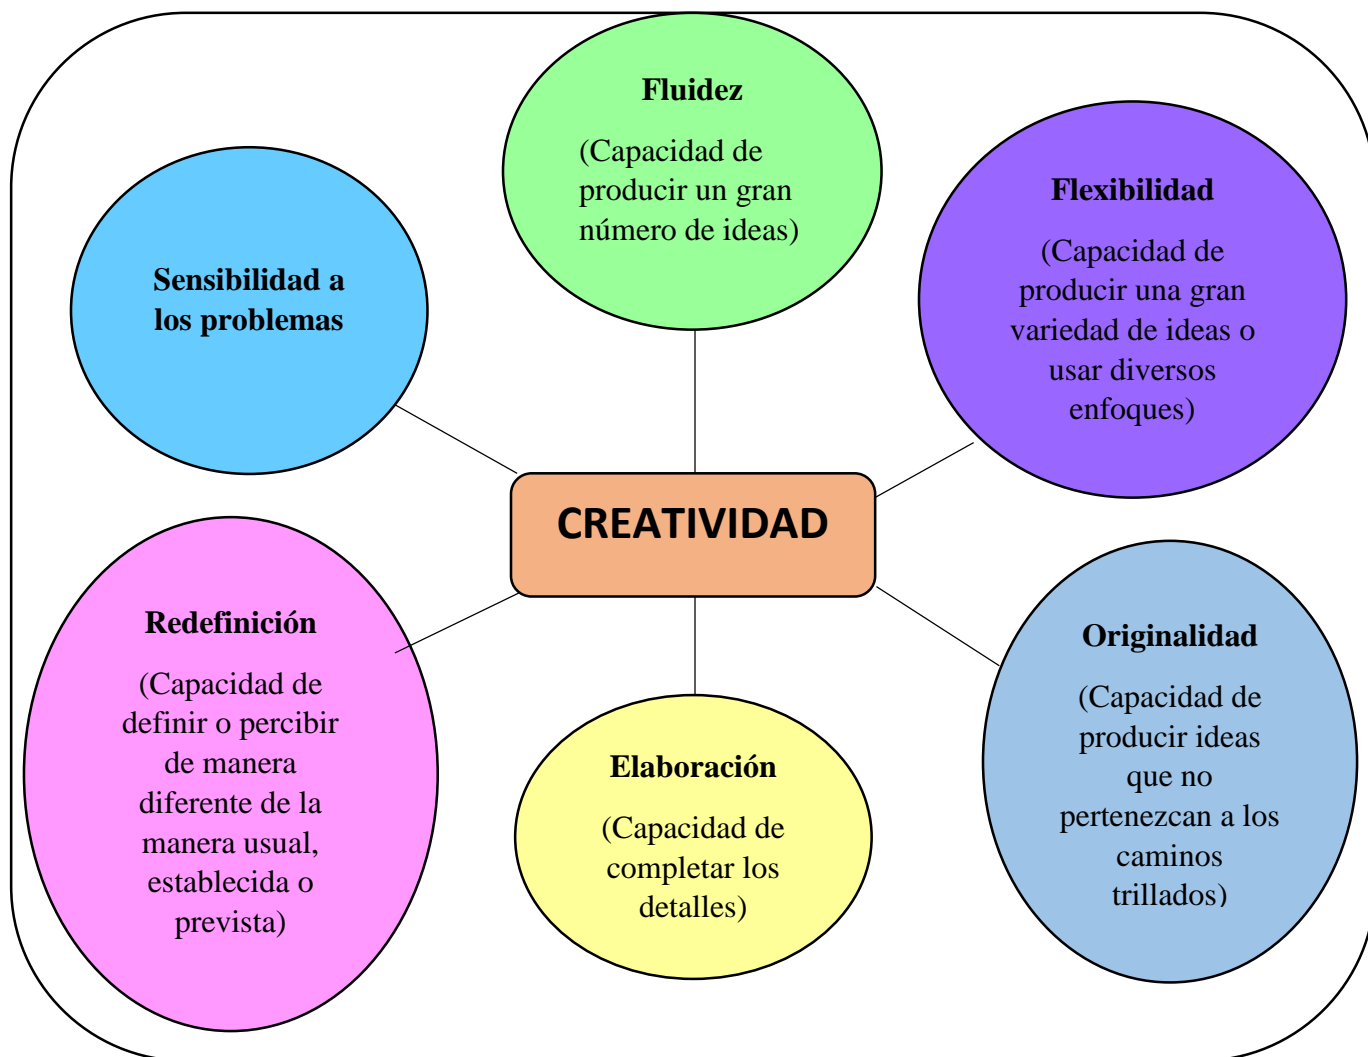 Fluidez
(Capacidad de
producir un gran
número de ideas)
Flexibilidad
(Capacidad de
producir una gran
variedad de ideas o
usar diversos
enfoques)
Sensibilidad a
los problemas
CREATIVIDAD
Redefinición
(Capacidad de
definir o percibir
de manera
diferente de la
manera usual,
establecida o
prevista)
Elaboración
(Capacidad de
completar los
detalles)
Originalidad
(Capacidad de
producir ideas
que no
pertenezcan a los
caminos
trillados)